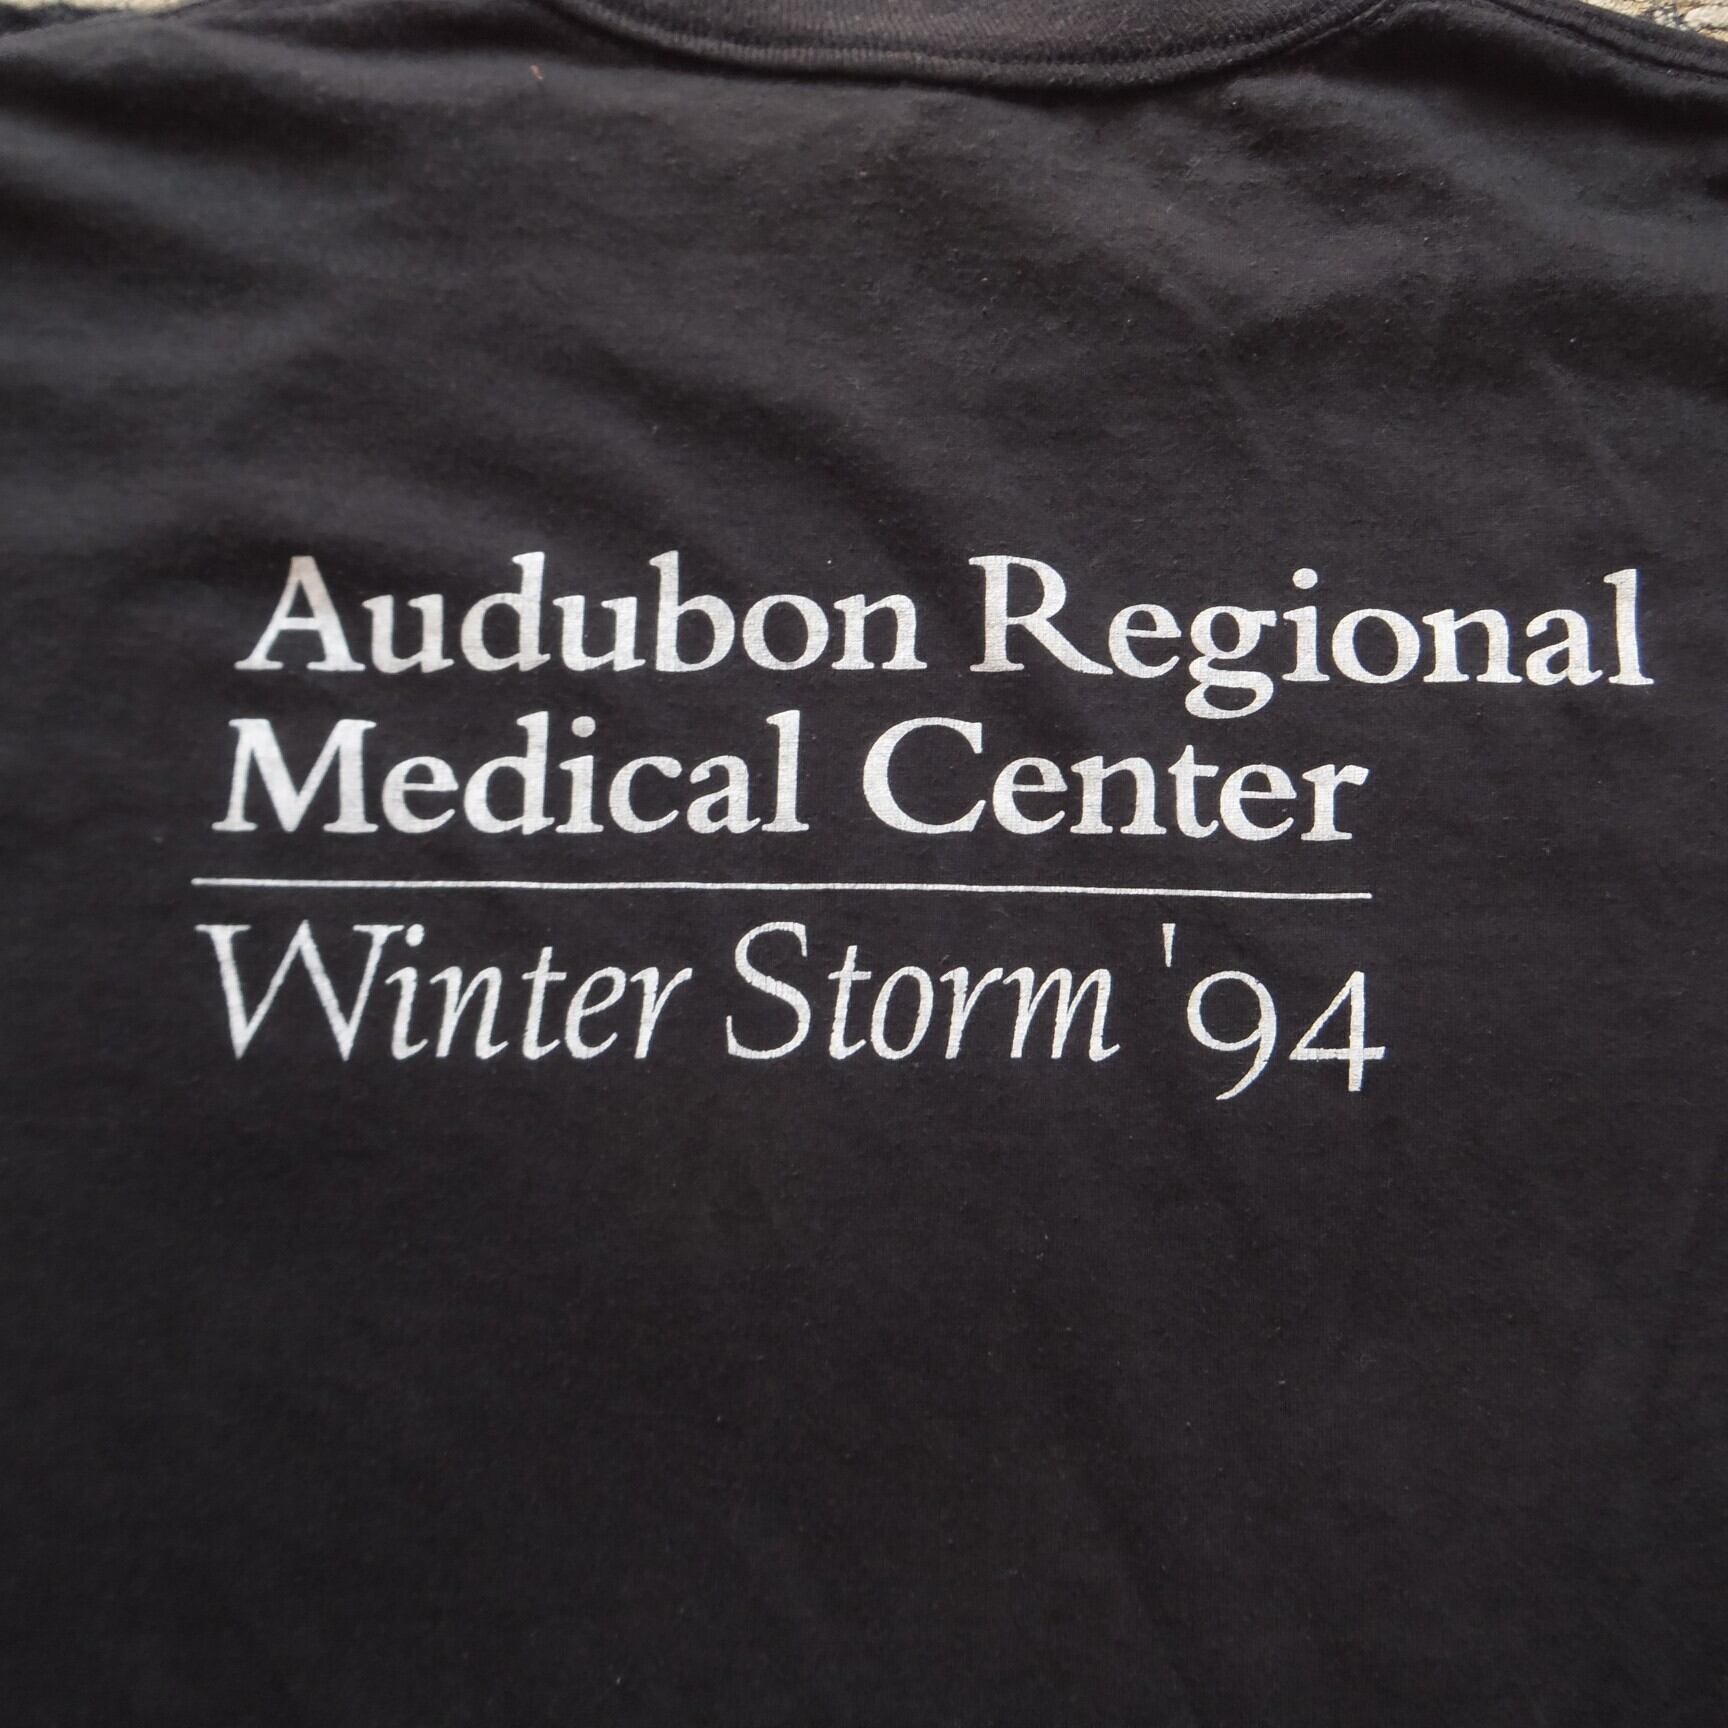 Audubon Regional
Medical Center
Winter Storm '94